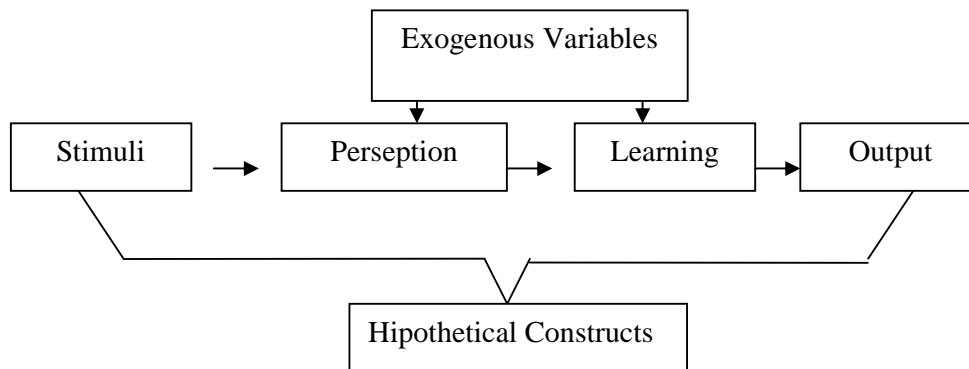 Exogenous Variables
Stimuli
Perseption
Learning
Output
Hipothetical Constructs